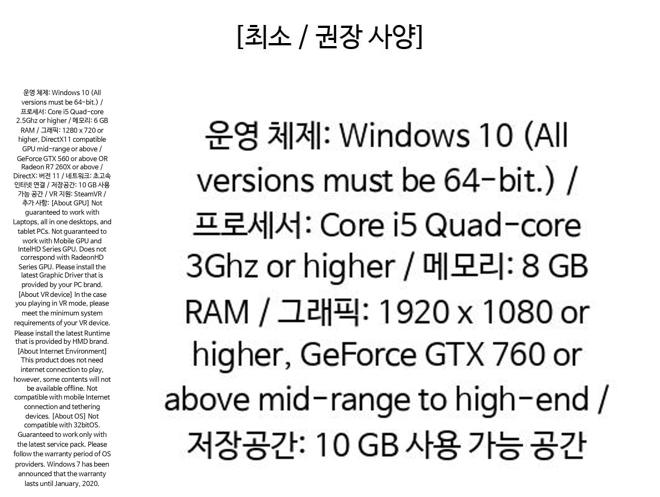 [최소 / 권장 사양]
운영 체제: Windows 10 (All
versions must be 64-bit.) /
프로세서: Core i5 Quad-core
2.5Ghz or higher / 메모리: 6 GB
RAM / 그래픽: 1280 x 720 or
higher, DirectX11 compatible
GPU mid-range or above /
GeForce GTX 560 or above OR
Radeon R7 260X or above /
DirectX: 버전 11 / 네트워크: 초고속
인터넷 연결 / 저장공간: 10 GB 사용
가능 공간 / VR 지원: SteamVR /
추가 사항: [About GPU] Not
guaranteed to work with
Laptops, all in one desktops, and
tablet PCs. Not guaranteed to
work with Mobile GPU and
IntelHD Series GPU. Does not
correspond with RadeonHD
Series GPU. Please install the
latest Graphic Driver that is
provided by your PC brand.
[About VR device] In the case
you playing in VR mode, please
meet the minimum system
requirements of your VR device.
Please install the latest Runtime
that is provided by HMD brand.
[About Internet Environment]
This product does not need
internet connection to play,
however, some contents will not
be available offline. Not
compatible with mobile Internet
connection and tethering
devices. [About OS] Not
compatible with 32bitOS.
Guaranteed to work only with
the latest service pack. Please
follow the warranty period of OS
providers. Windows 7 has been
announced that the warranty
lasts until January, 2020.
운영 체제: Windows 10 (All
versions must be 64-bit.) /
프로세서: Core i5 Quad-core
3Ghz or higher / 메모리: 8 GB
RAM / 그래픽: 1920 x 1080 or
higher, GeForce GTX 760 or
above mid-range to high-end /
저장공간: 10 GB 사용 가능 공간